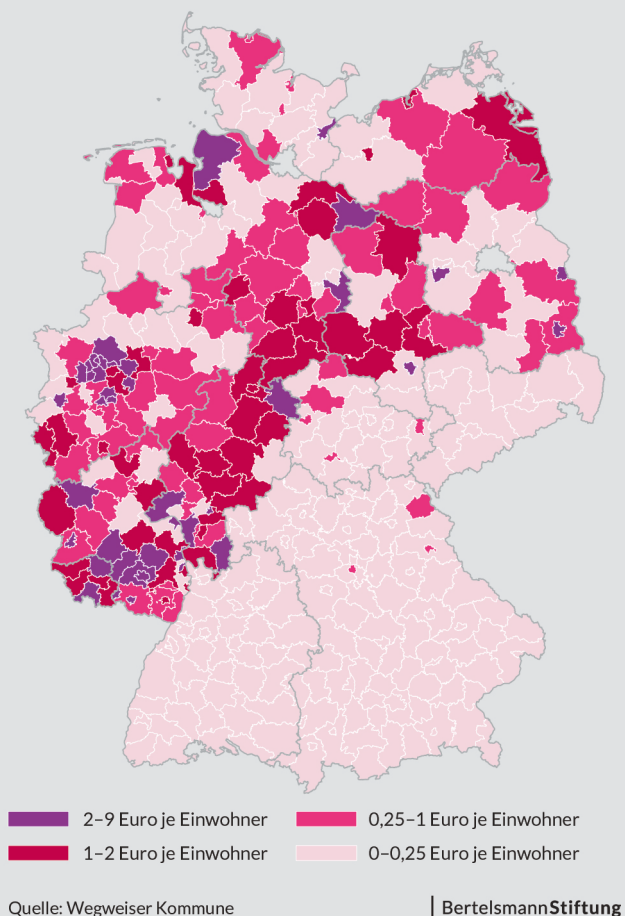 2–9 Euro je Einwohner
0,25–1 Euro je Einwohner
1–2 Euro je Einwohner
0–0,25 Euro je Einwohner
Quelle: Wegweiser Kommune
BertelsmannStiftung